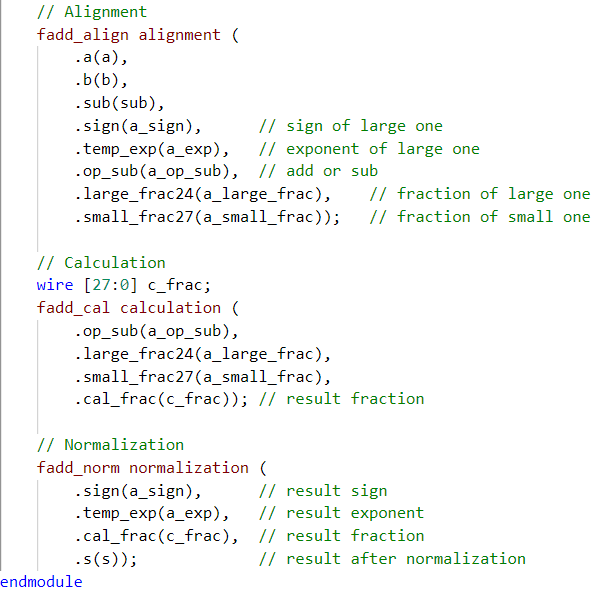 // Alignment
fadd_align alignment (
.a(a),
.b(b),
.sub(sub),
.sign(a_sign),      // sign of large one
.temp_exp(a_exp),   // exponent of large one
.op_sub(a_op_sub),  // add or sub
.large_frac24(a_large_frac),    // fraction of large one
.small_frac27(a_small_frac));   // fraction of small one
// Calculation
wire [27:0] c_frac;
fadd_cal calculation (
.op_sub(a_op_sub),
.large_frac24(a_large_frac),
.small_frac27(a_small_frac),
.cal_frac(c_frac)); // result fraction
// Normalization
fadd_norm normalization (
.sign(a_sign),      // result sign
.temp_exp(a_exp),   // result exponent
.cal_frac(c_frac),  // result fraction
.s(s));             // result after normalization
endmodule